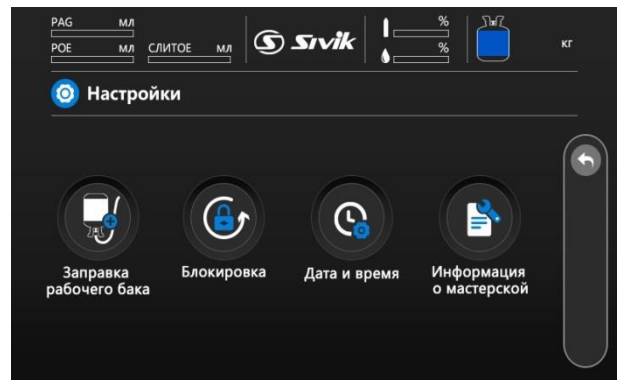 PAG мл
POE мл СЛИТОЕ мл
Sivik
%
%
кг
Настройки
Заправка
рабочего бака
Блокировка
Дата и время
Информация
о мастерской